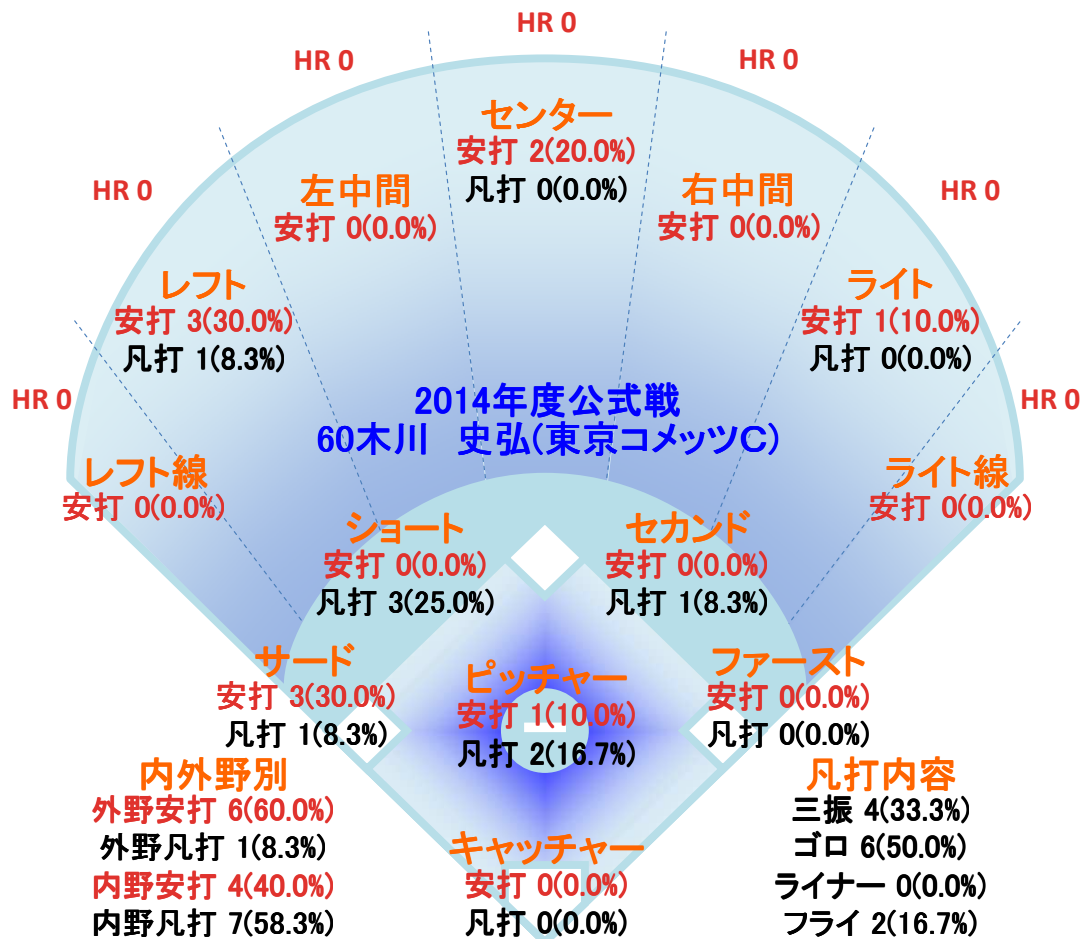 HR 0
HR 0
HR 0
センター
安打 2(20.0%)
凡打 0(0.0%)
HR 0
左中間
安打 0(0.0%)
右中間
安打 0(0.0%)
HR 0
レフト
安打 3(30.0%)
凡打 1(8.3%)
ライト
安打 1(10.0%)
凡打 0(0.0%)
HR 0
2014年度公式戦
60木川　史弘(東京コメッツC)
HR 0
レフト線
安打 0(0.0%)
ライト線
安打 0(0.0%)
ショート
安打 0(0.0%)
凡打 3(25.0%)
セカンド
安打 0(0.0%)
凡打 1(8.3%)
サード
安打 3(30.0%)
凡打 1(8.3%)
ピッチャー
安打 1(10.0%)
凡打 2(16.7%)
ファースト
安打 0(0.0%)
凡打 0(0.0%)
内外野別
外野安打 6(60.0%)
外野凡打 1(8.3%)
内野安打 4(40.0%)
内野凡打 7(58.3%)
キャッチャー
安打 0(0.0%)
凡打 0(0.0%)
凡打内容
三振 4(33.3%)
ゴロ 6(50.0%)
ライナー 0(0.0%)
フライ 2(16.7%)